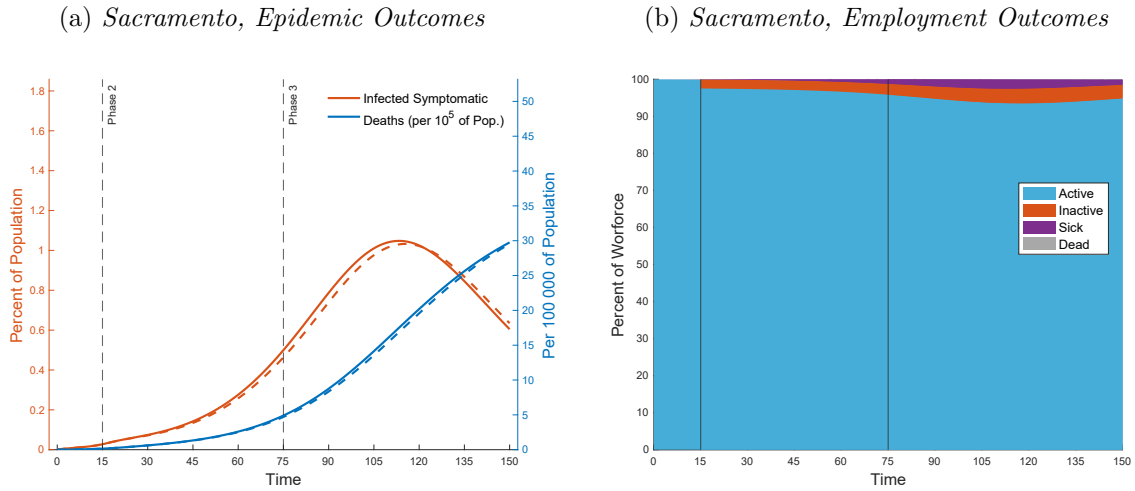 (a) Sacramento, Epidemic Outcomes
Percent of Population
1.8
1.6
1.4
1.2
1
0.8
0.6
0.4
0.2
0
Phase 2
Phase 3
Infected Symptomatic
Deaths (per 10^5 of Pop.)
50
45
40
35
30
25
20
15
10
5
0
Per 100 000 of Population
0 15 30 45 60 75 90 105 120 135 150
Time
(b) Sacramento, Employment Outcomes
Percent of Worforce
100
90
80
70
60
50
40
30
20
10
0
Active
Inactive
Sick
Dead
0 15 30 45 60 75 90 105 120 135 150
Time